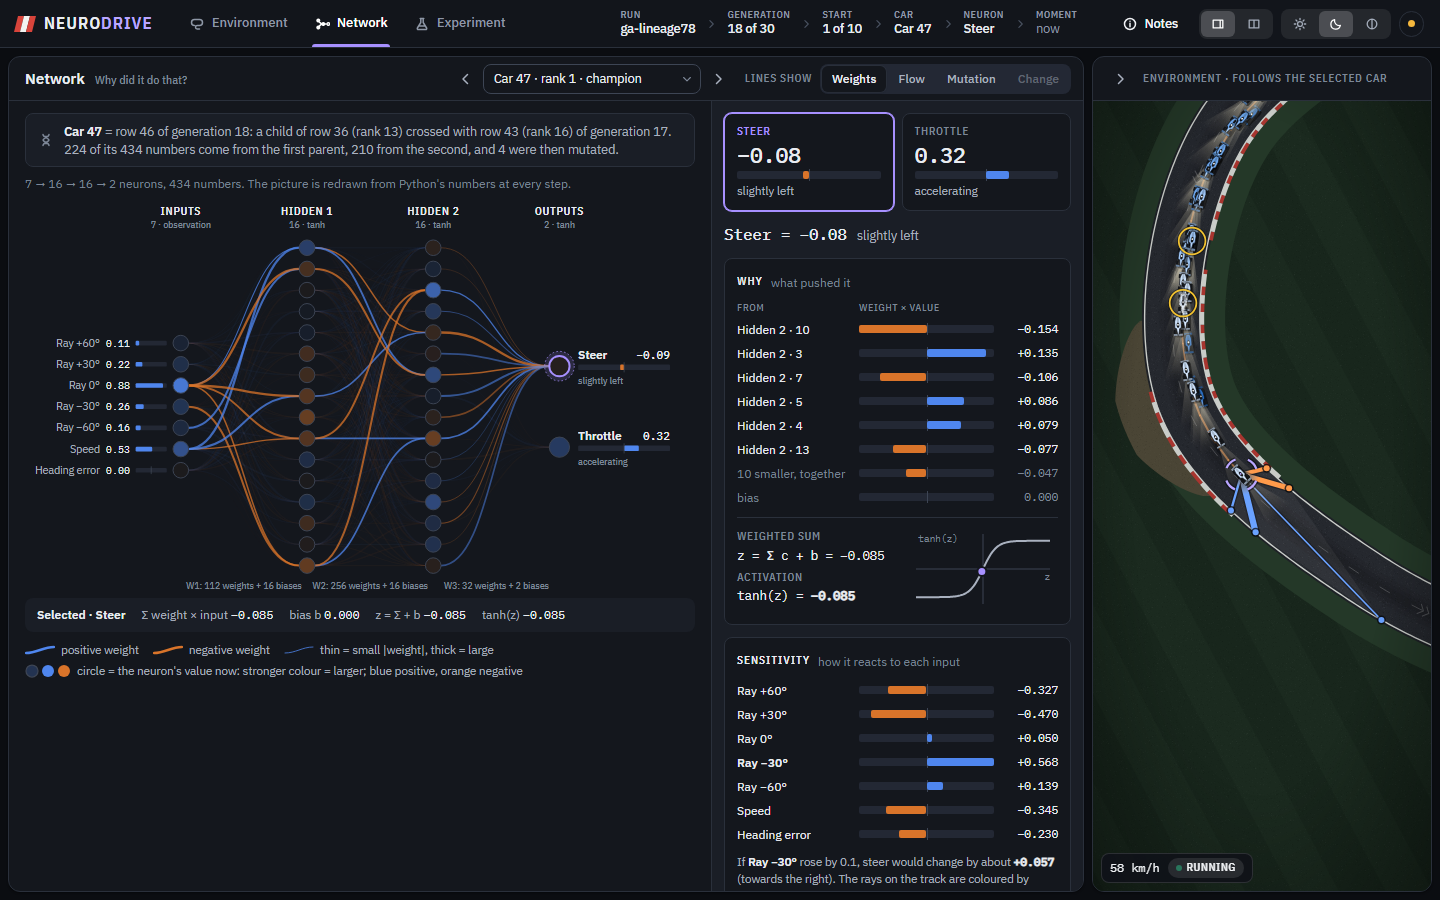 NEURODRIVE
Environment
Network
Experiment
RUN
ga-lineage78
GENERATION
18 of 30
START
1 of 10
CAR
Car 47
NEURON
Steer
MOMENT
now
Notes
Network Why did it do that?
Car 47 · rank 1 · champion
LINES SHOW
Weights
Flow
Mutation
Change
ENVIRONMENT · FOLLOWS THE SELECTED CAR
Car 47 = row 46 of generation 18: a child of row 36 (rank 13) crossed with row 43 (rank 16) of generation 17.
224 of its 434 numbers come from the first parent, 210 from the second, and 4 were then mutated.
7 → 16 → 16 → 2 neurons, 434 numbers. The picture is redrawn from Python's numbers at every step.
INPUTS
7 · observation
HIDDEN 1
16 · tanh
HIDDEN 2
16 · tanh
OUTPUTS
2 · tanh
Ray +60° 0.11
Ray +30° 0.22
Ray 0° 0.88
Ray −30° 0.26
Ray −60° 0.16
Speed 0.53
Heading error 0.00
Steer −0.09
slightly left
Throttle 0.32
accelerating
W1: 112 weights + 16 biases
W2: 256 weights + 16 biases
W3: 32 weights + 2 biases
Selected · Steer Σ weight × input −0.085 bias b 0.000 z = Σ + b −0.085 tanh(z) −0.085
positive weight
negative weight
thin = small |weight|, thick = large
circle = the neuron's value now: stronger colour = larger; blue positive, orange negative
STEER
−0.08
slightly left
THROTTLE
0.32
accelerating
Steer = −0.08 slightly left
WHY what pushed it
FROM WEIGHT × VALUE
Hidden 2 · 10 −0.154
Hidden 2 · 3 +0.135
Hidden 2 · 7 −0.106
Hidden 2 · 5 +0.086
Hidden 2 · 4 +0.079
Hidden 2 · 13 −0.077
10 smaller, together −0.047
bias 0.000
WEIGHTED SUM
z = Σ c + b = −0.085
ACTIVATION
tanh(z) = −0.085
tanh(z)
z
SENSITIVITY how it reacts to each input
Ray +60° −0.327
Ray +30° −0.470
Ray 0° +0.050
Ray −30° +0.568
Ray −60° +0.139
Speed −0.345
Heading error −0.230
If Ray −30° rose by 0.1, steer would change by about +0.057
(towards the right). The rays on the track are coloured by
58 km/h
RUNNING